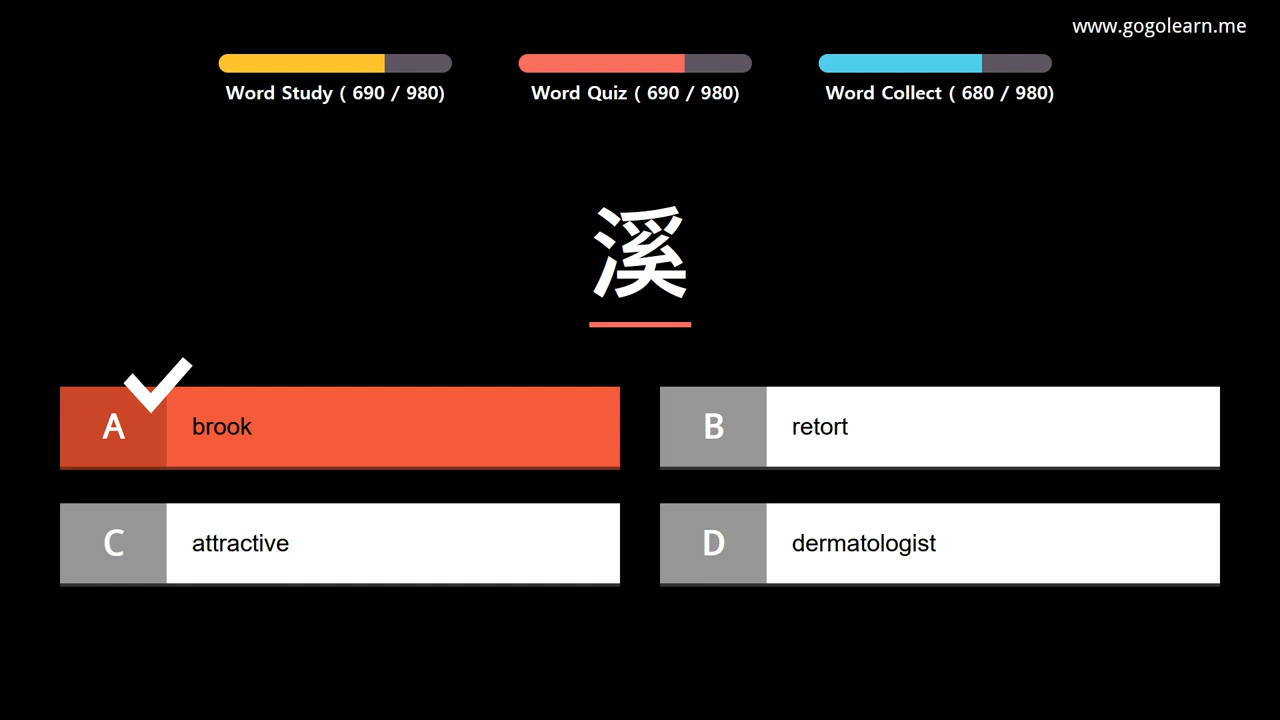 www.gogolearn.me
Word Study ( 690 / 980)
Word Quiz ( 690 / 980)
Word Collect ( 680 / 980)
溪
A brook
B retort
C attractive
D dermatologist